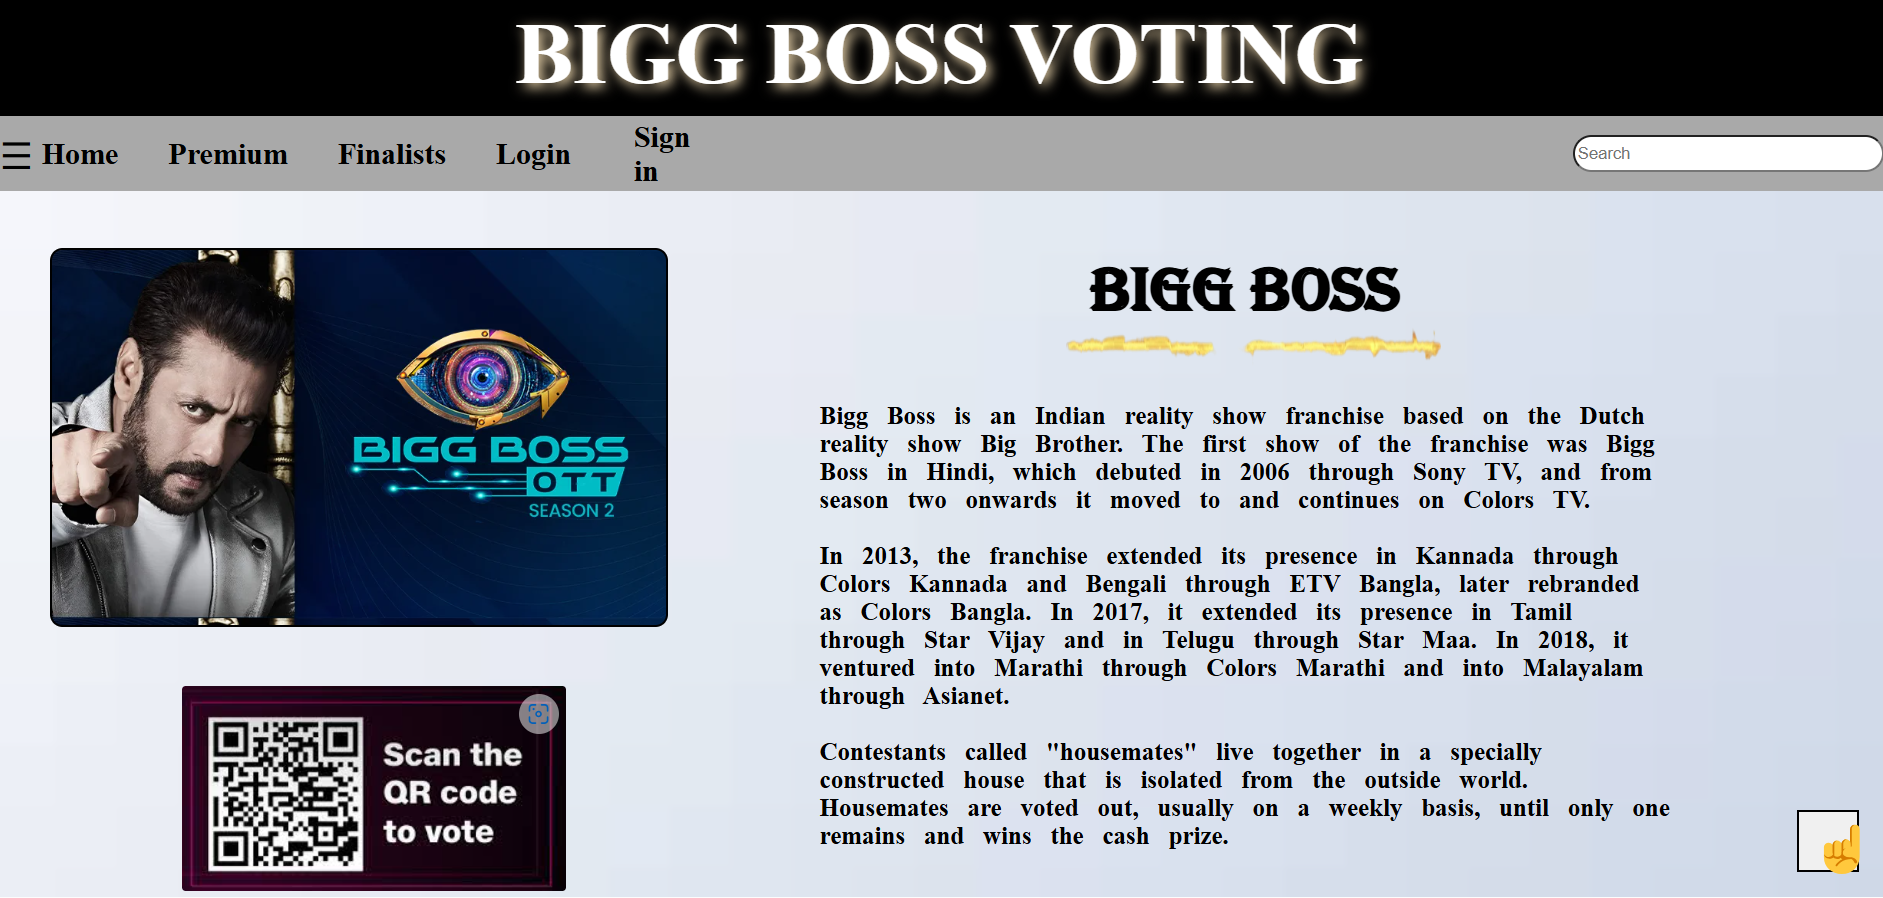 BIGG BOSS VOTING
☰ Home Premium Finalists Login Sign in
Search
BIGG BOSS
OTT
SEASON 2
Scan the
QR code
to vote
BIGG BOSS
Bigg Boss is an Indian reality show franchise based on the Dutch
reality show Big Brother. The first show of the franchise was Bigg
Boss in Hindi, which debuted in 2006 through Sony TV, and from
season two onwards it moved to and continues on Colors TV.
In 2013, the franchise extended its presence in Kannada through
Colors Kannada and Bengali through ETV Bangla, later rebranded
as Colors Bangla. In 2017, it extended its presence in Tamil
through Star Vijay and in Telugu through Star Maa. In 2018, it
ventured into Marathi through Colors Marathi and into Malayalam
through Asianet.
Contestants called "housemates" live together in a specially
constructed house that is isolated from the outside world.
Housemates are voted out, usually on a weekly basis, until only one
remains and wins the cash prize.